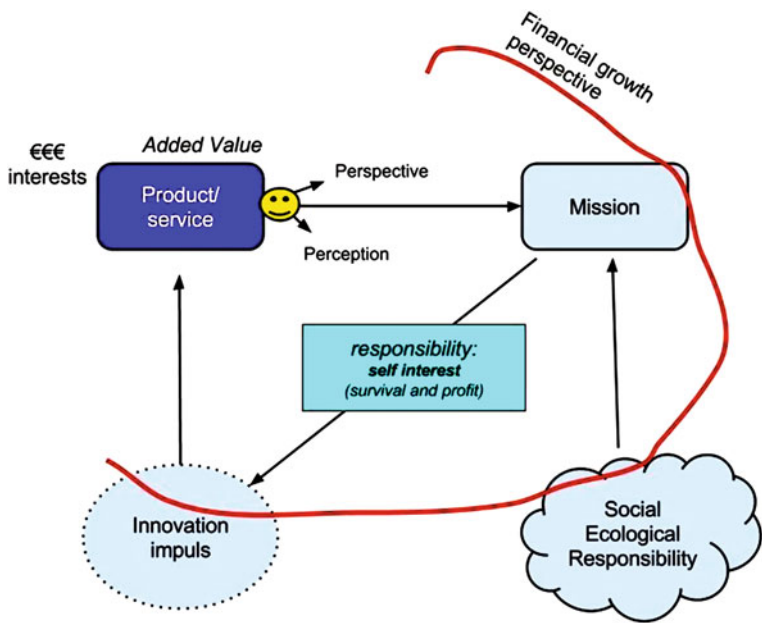 Financial growth
perspective
€€€
interests
Added Value
Product/
service
Perspective
Perception
Mission
responsibility:
self interest
(survival and profit)
Innovation
impuls
Social
Ecological
Responsibility